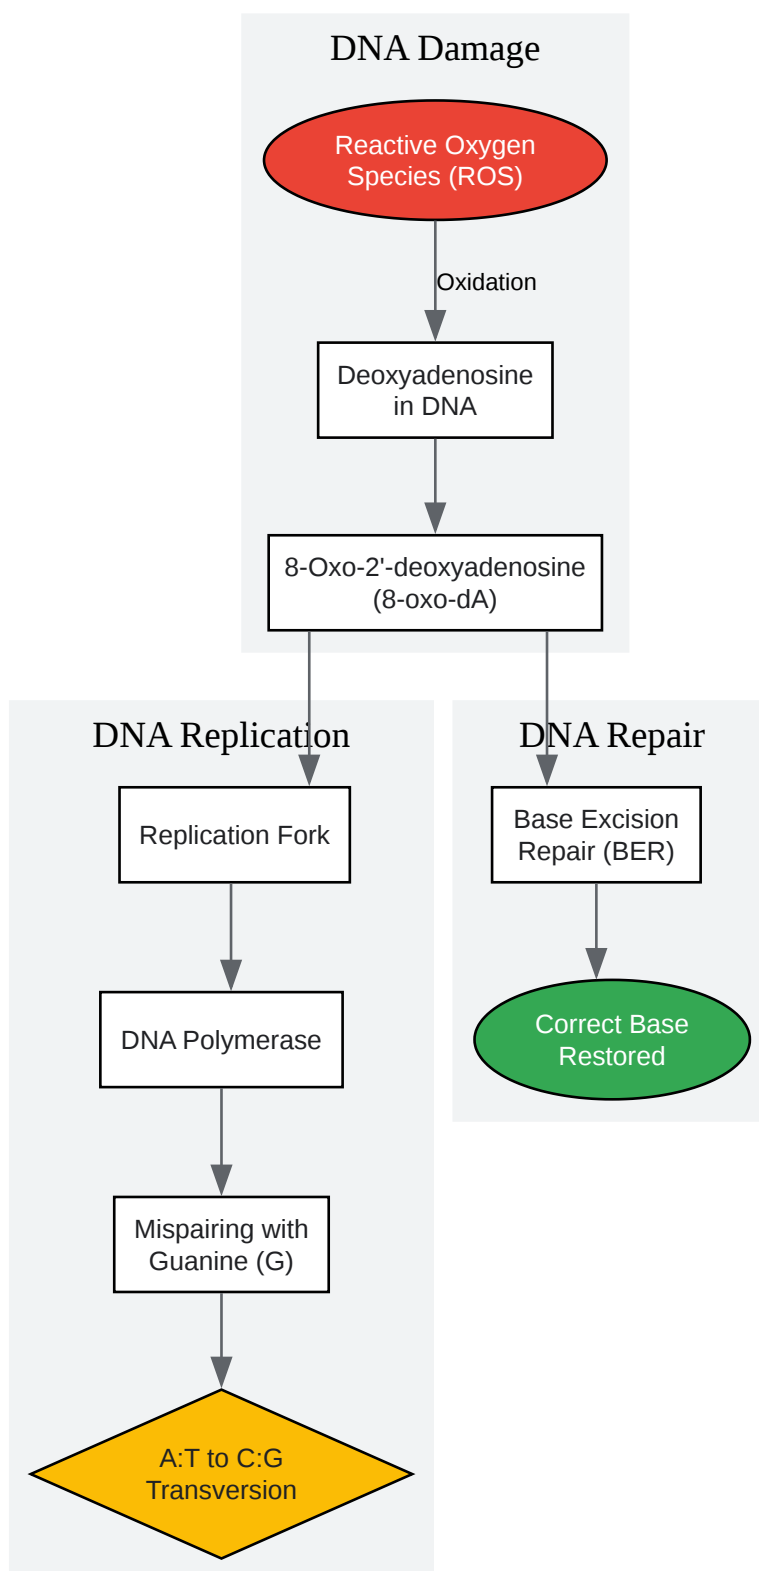 DNA Damage
Reactive Oxygen
Species (ROS)
Oxidation
Deoxyadenosine
in DNA
8-Oxo-2'-deoxyadenosine
(8-oxo-dA)
DNA Replication
Replication Fork
DNA Polymerase
Mispairing with
Guanine (G)
A:T to C:G
Transversion
DNA Repair
Base Excision
Repair (BER)
Correct Base
Restored